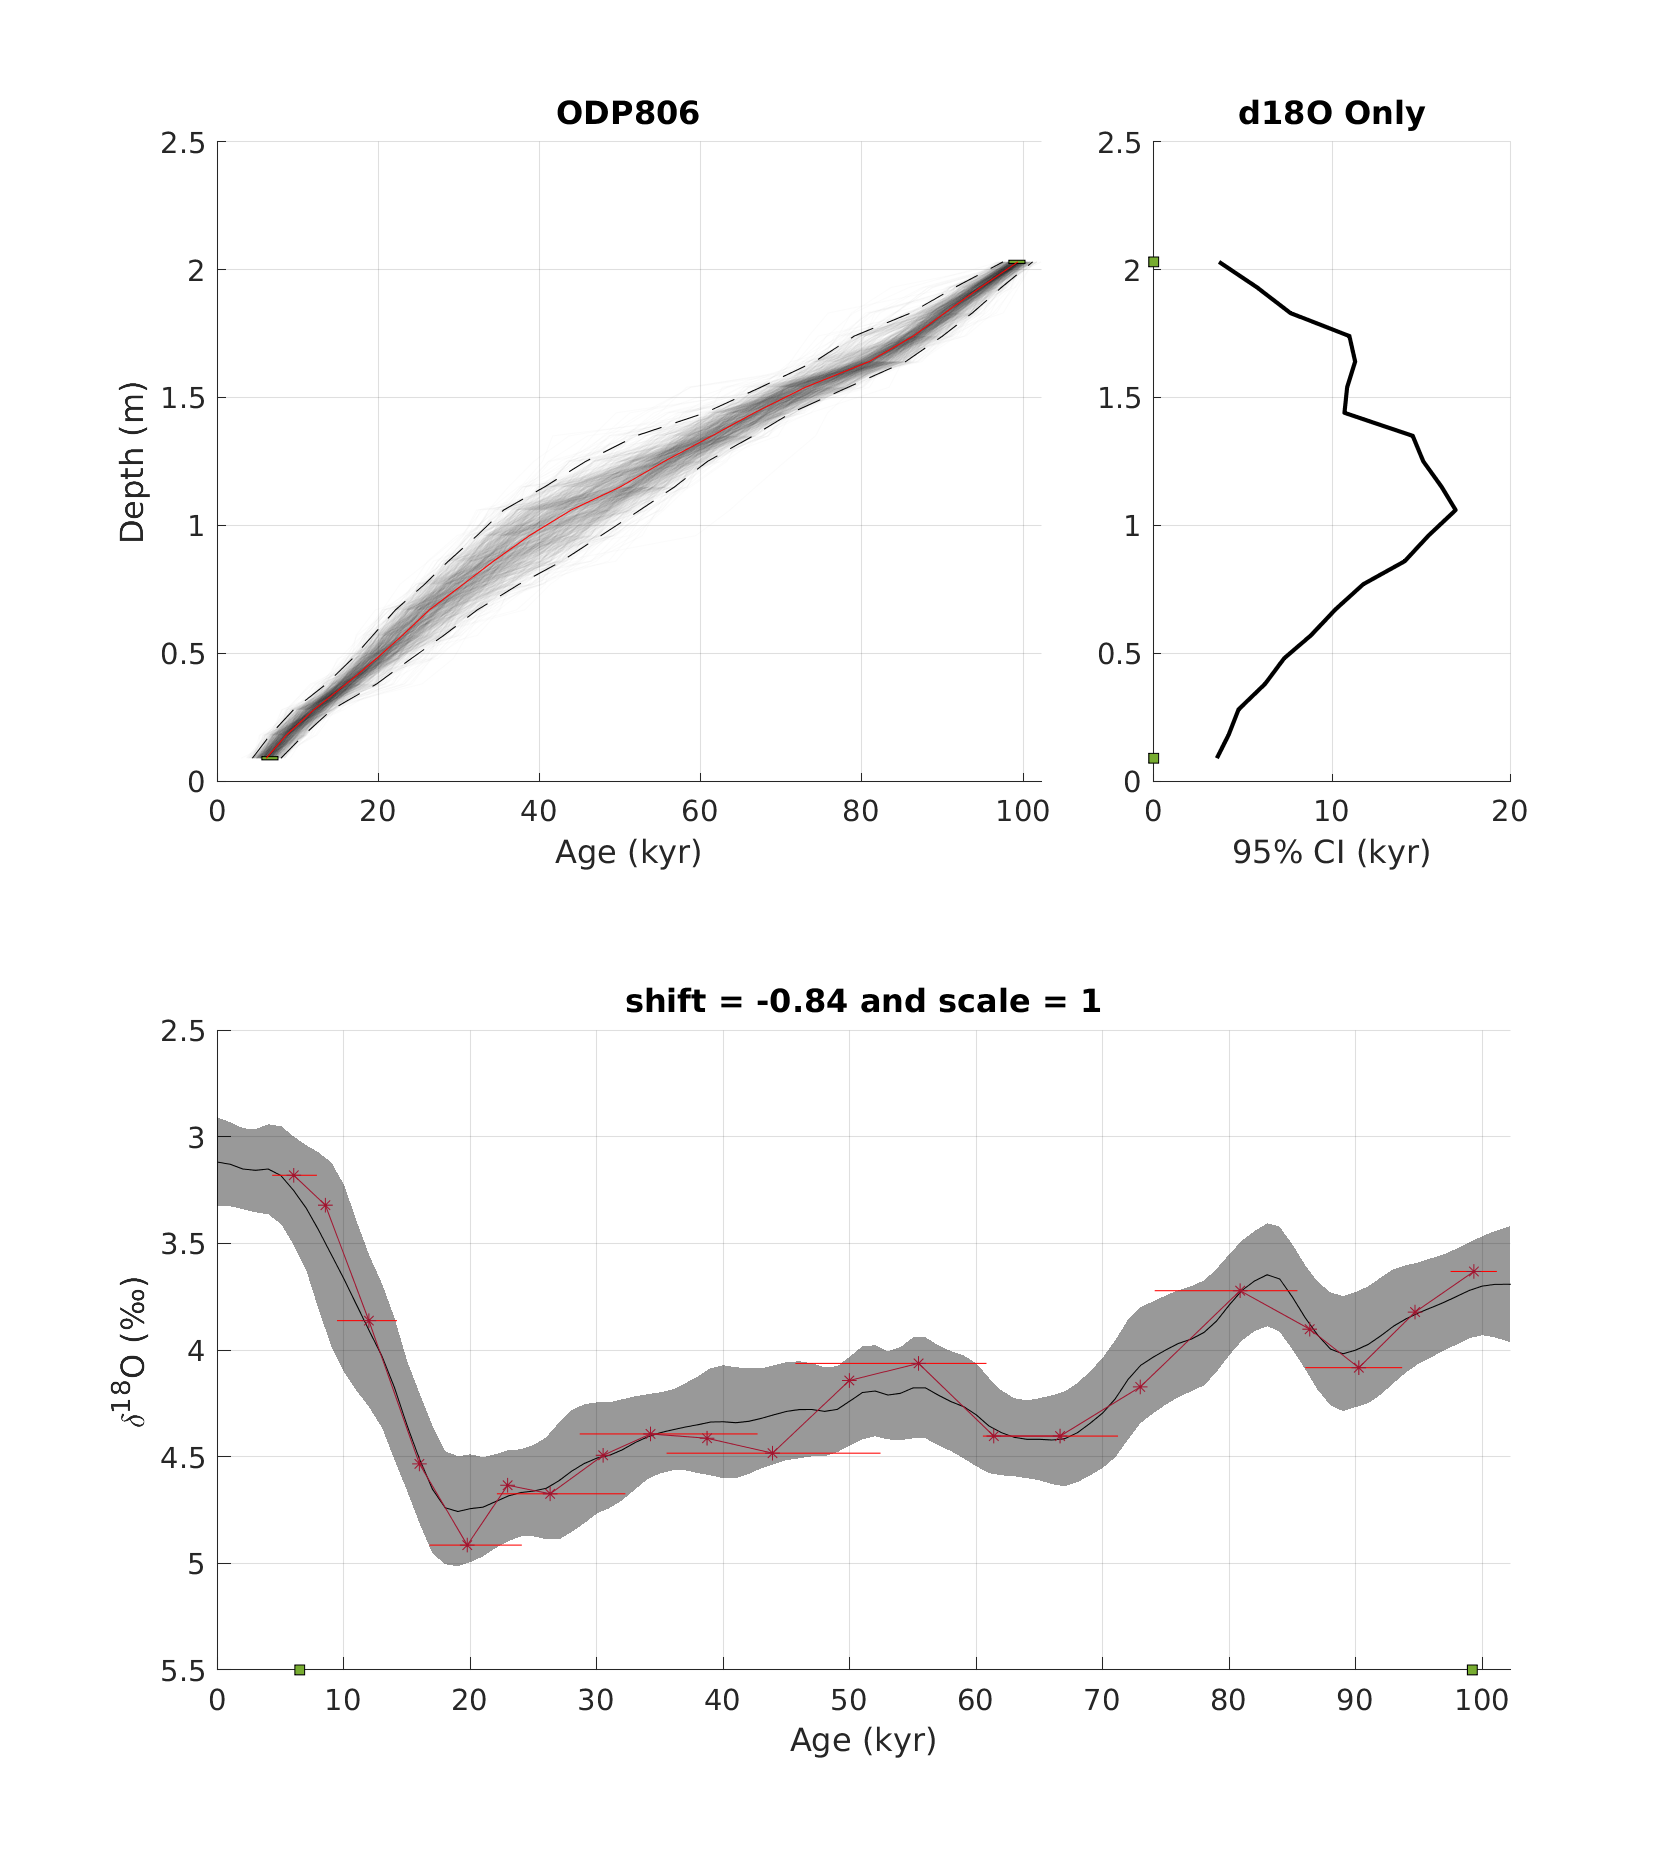 ODP806
d18O Only
2.5
2
1.5
1
0.5
0
Depth (m)
0 20 40 60 80 100
Age (kyr)
2.5
2
1.5
1
0.5
0
0 10 20
95% CI (kyr)
shift = -0.84 and scale = 1
2.5
3
3.5
4
4.5
5
5.5
δ18O (‰)
0 10 20 30 40 50 60 70 80 90 100
Age (kyr)